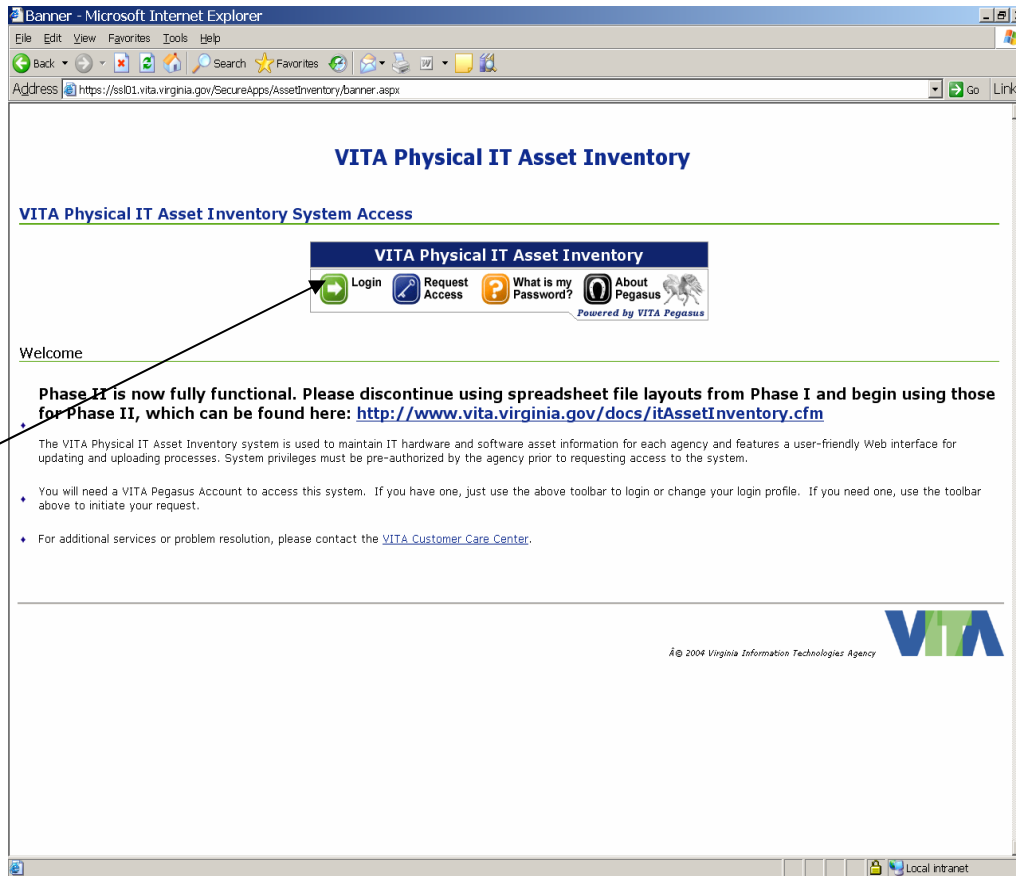 Banner - Microsoft Internet Explorer
File Edit View Favorites Tools Help
Back Search Favorites
Address https://ssl01.vita.virginia.gov/SecureApps/AssetInventory/banner.aspx Go Link
VITA Physical IT Asset Inventory
VITA Physical IT Asset Inventory System Access
VITA Physical IT Asset Inventory
Login Request What is my About
Access Password? Pegasus
Powered by VITA Pegasus
Welcome
Phase II is now fully functional. Please discontinue using spreadsheet file layouts from Phase I and begin using those
for Phase II, which can be found here: http://www.vita.virginia.gov/docs/itAssetInventory.cfm
The VITA Physical IT Asset Inventory system is used to maintain IT hardware and software asset information for each agency and features a user-friendly Web interface for
updating and uploading processes. System privileges must be pre-authorized by the agency prior to requesting access to the system.
You will need a VITA Pegasus Account to access this system. If you have one, just use the above toolbar to login or change your login profile. If you need one, use the toolbar
above to initiate your request.
For additional services or problem resolution, please contact the VITA Customer Care Center.
Â© 2004 Virginia Information Technologies Agency
VITA
Local intranet